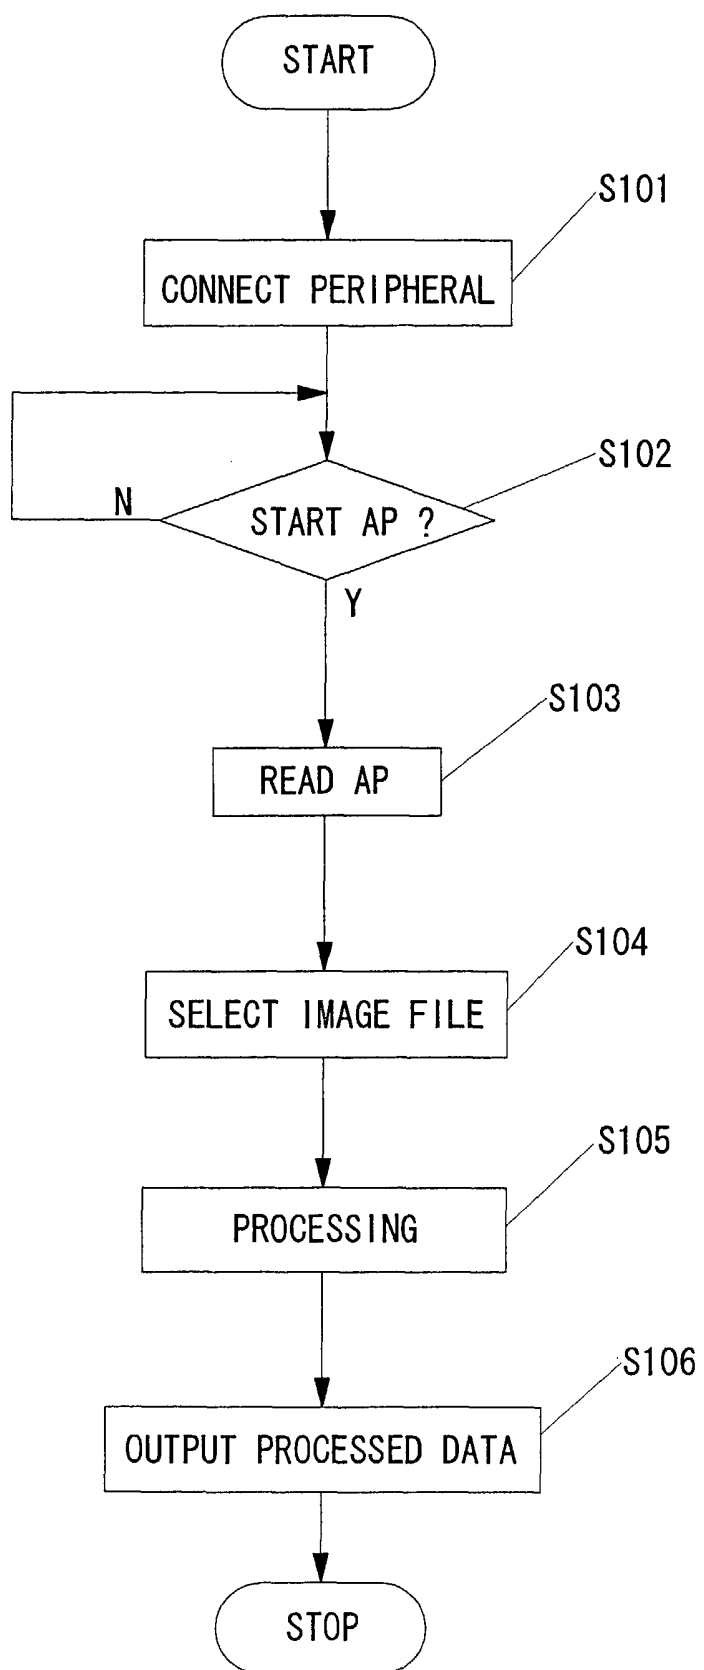 START
S101
CONNECT PERIPHERAL
S102
N
START AP ?
Y
S103
READ AP
S104
SELECT IMAGE FILE
S105
PROCESSING
S106
OUTPUT PROCESSED DATA
STOP